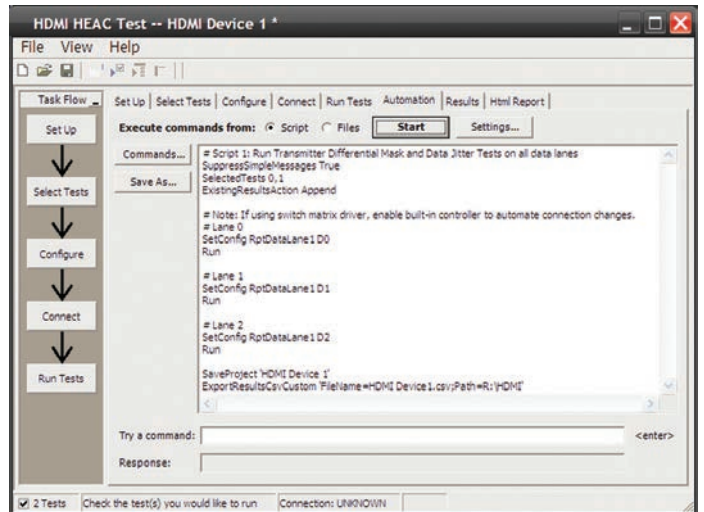 HDMI HEAC Test -- HDMI Device 1 *
File View Help
Task Flow
Set Up
Select Tests
Configure
Connect
Run Tests
Set Up Select Tests Configure Connect Run Tests Automation Results Html Report
Execute commands from: Script Files Start Settings...
Commands...
Save As...
# Script 1: Run Transmitter Differential Mask and Data Jitter Tests on all data lanes
SuppressSimpleMessages True
SelectedTests 0,1
ExistingResultsAction Append
# Note: If using switch matrix driver, enable built-in controller to automate connection changes.
# Lane 0
SetConfig RptDataLane1 D0
Run
# Lane 1
SetConfig RptDataLane1 D1
Run
# Lane 2
SetConfig RptDataLane1 D2
Run
SaveProject 'HDMI Device 1'
ExportResultsCsvCustom 'FileName=HDMI Device1.csv;Path=R:\HDMI'
Try a command: <enter>
Response:
2 Tests Check the test(s) you would like to run Connection: UNKNOWN